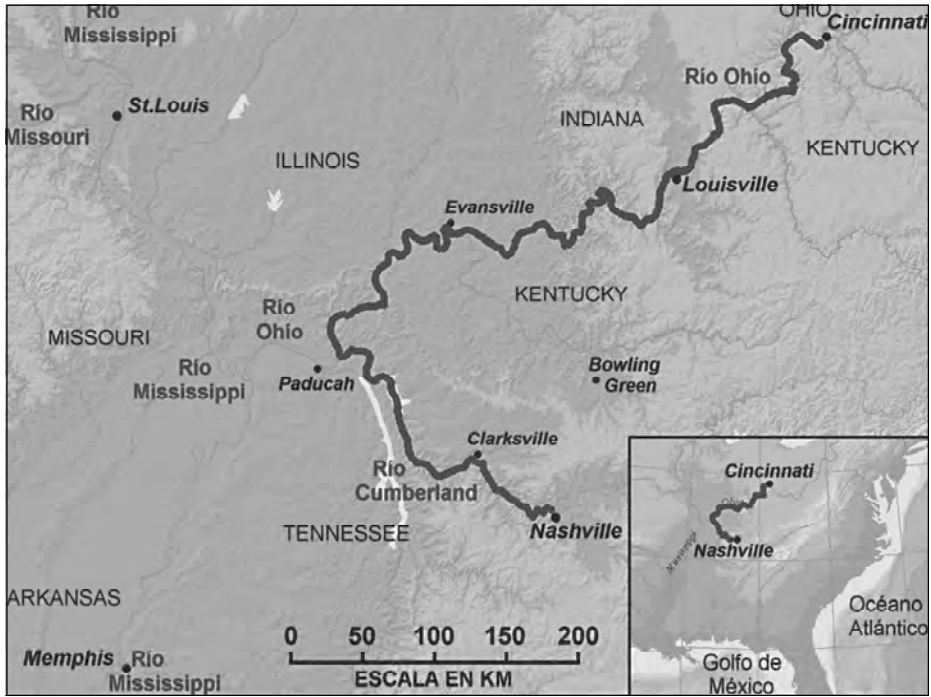 Río
Mississippi
OHIO
Cincinnati
Río Ohío
Río
Missouri
St.Louis
INDIANA
KENTUCKY
ILLINOIS
Louisville
Evansville
KENTUCKY
Río
Ohío
MISSOURI
Río
Mississippi
Paducah
Bowling
Green
Clarksville
Río
Cumberland
TENNESSEE
Nashville
Cincinnati
Ohio
Nashville
ARKANSAS
Océano
Atlántico
0 50 100 150 200
ESCALA EN KM
Memphis
Río
Mississippi
Golfo de
México